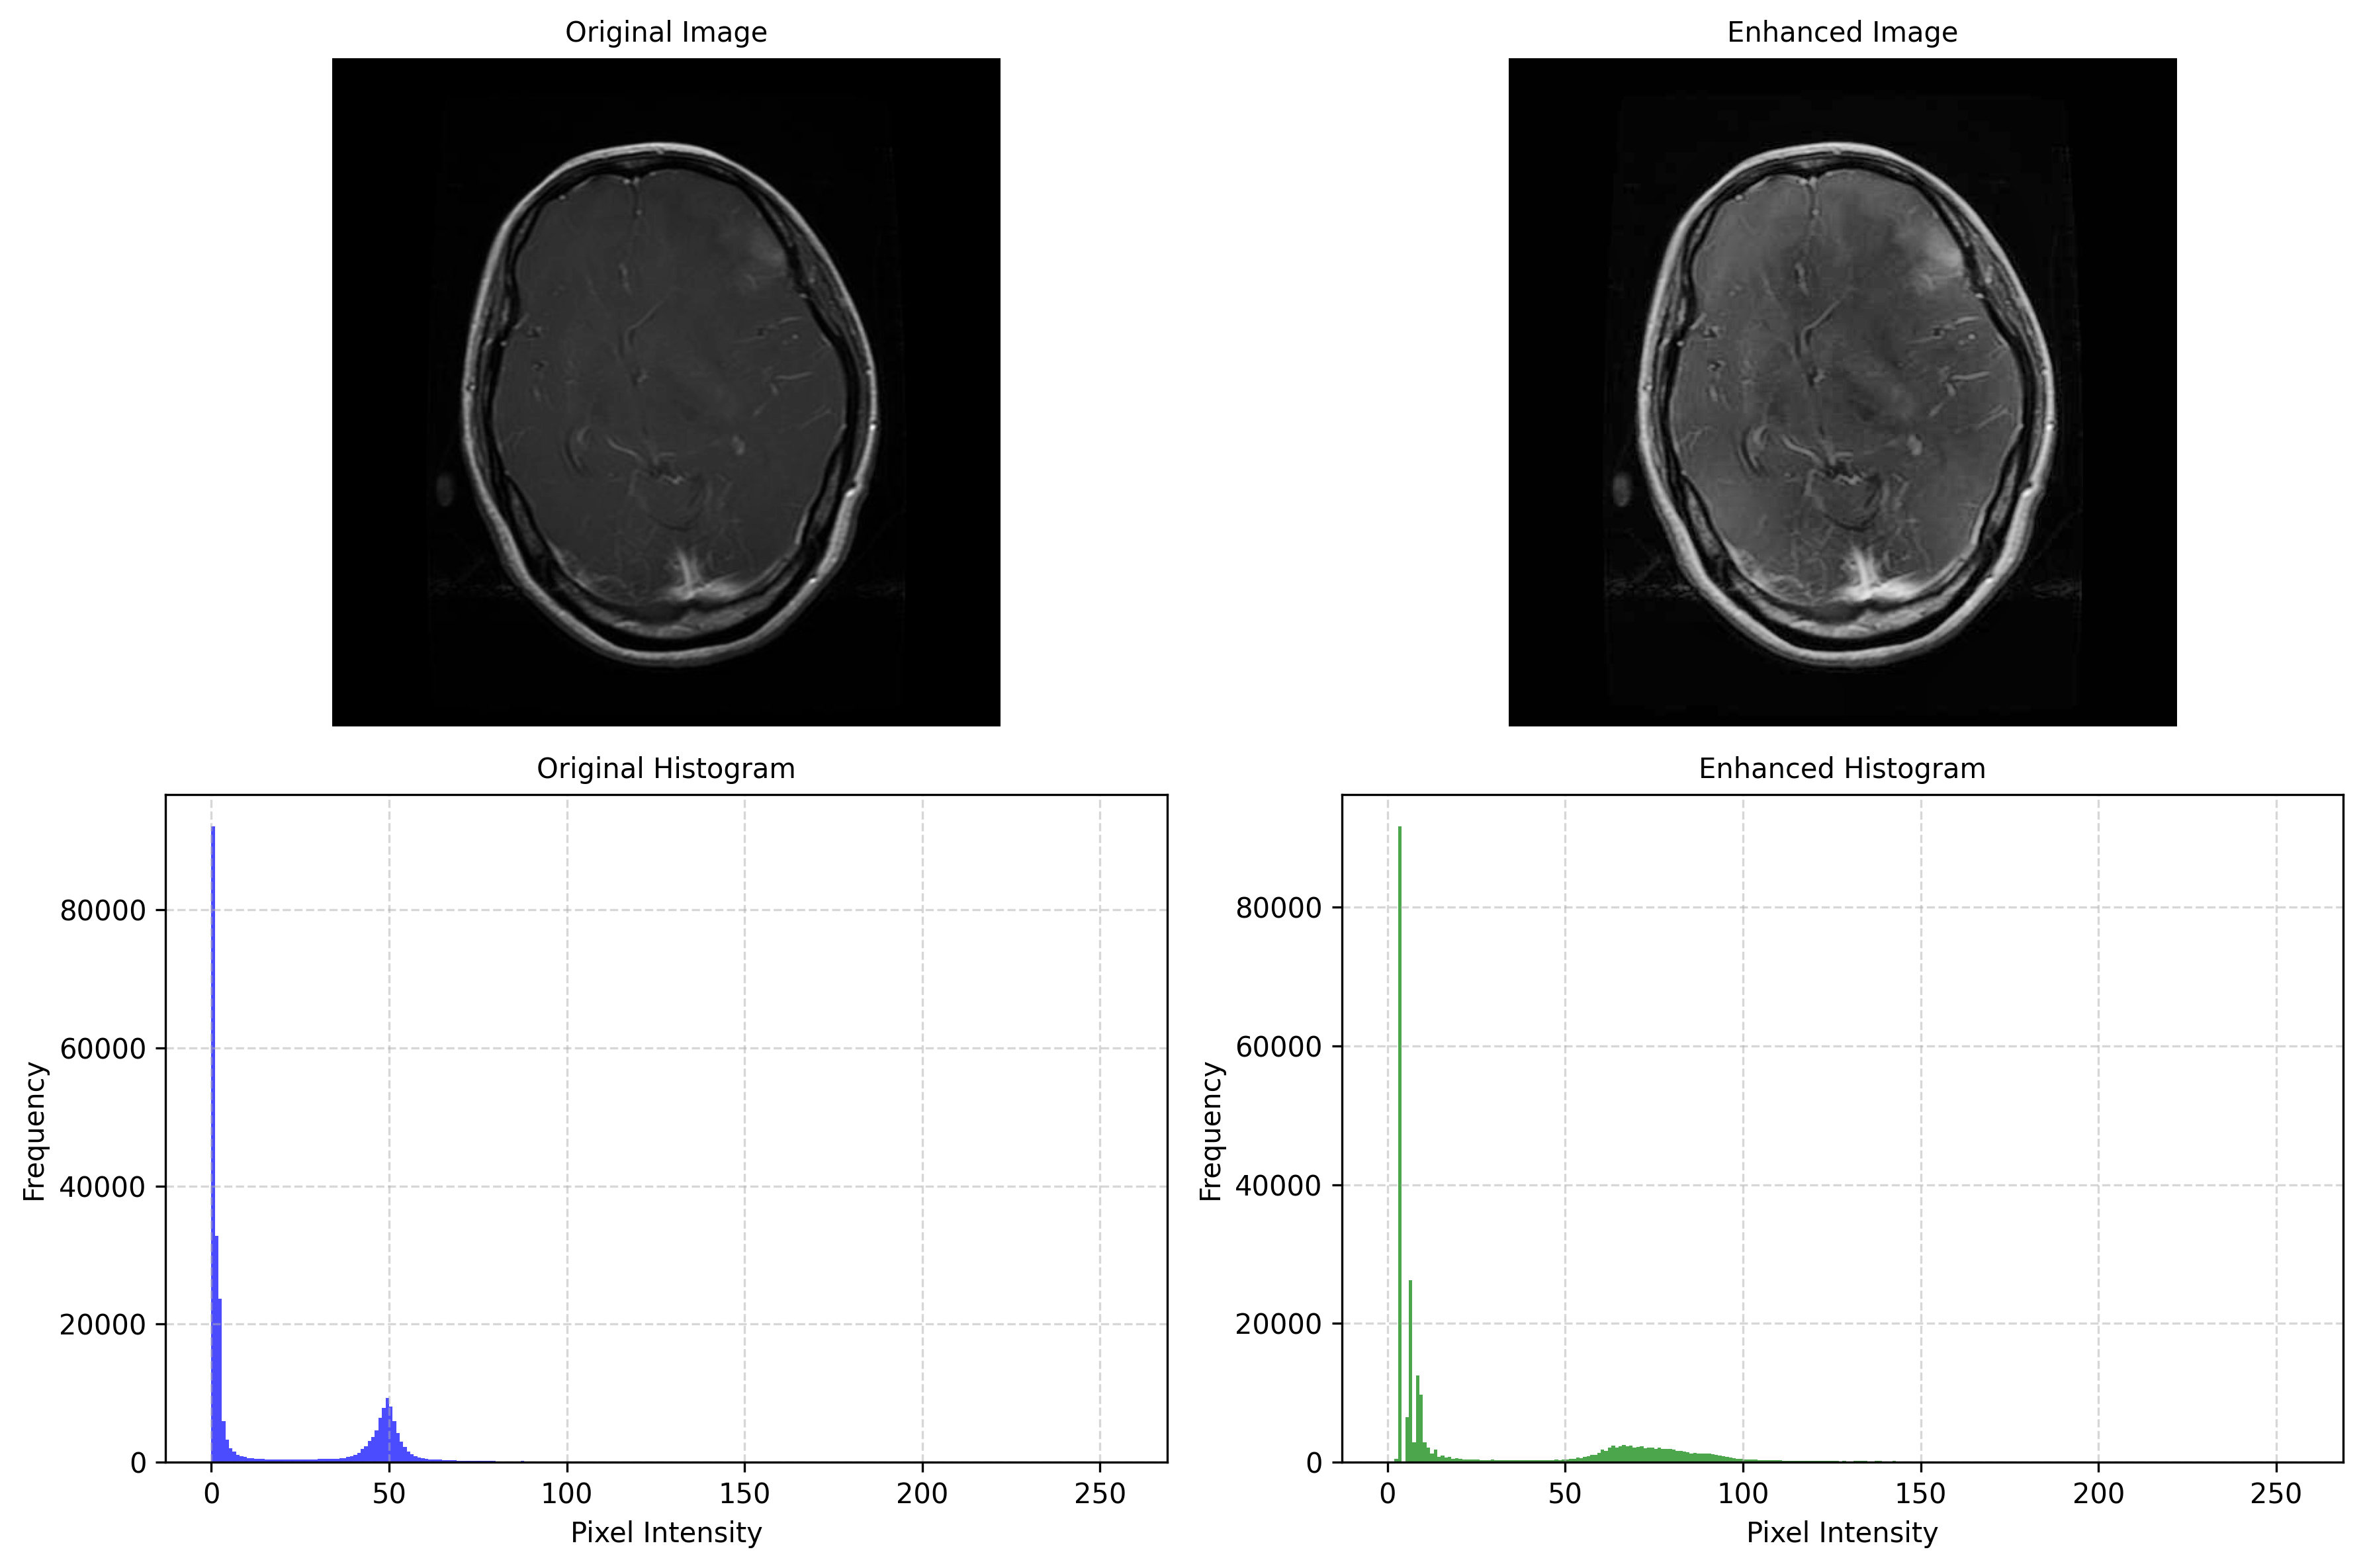 Original Image
Enhanced Image
Original Histogram
Enhanced Histogram
Frequency
80000
60000
40000
20000
0
0 50 100 150 200 250
Pixel Intensity
Frequency
80000
60000
40000
20000
0
0 50 100 150 200 250
Pixel Intensity